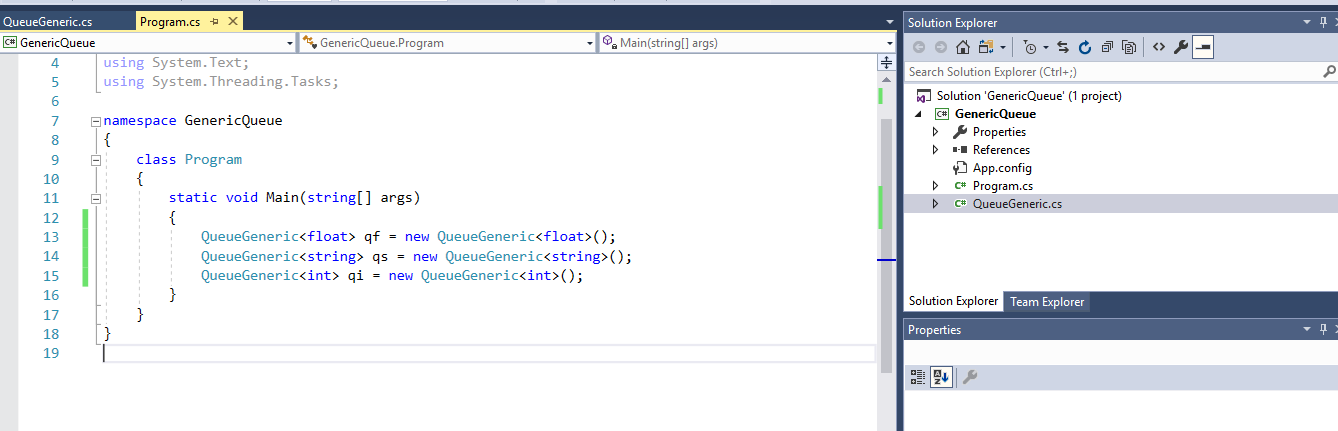 QueueGeneric.cs
Program.cs
GenericQueue
GenericQueue.Program
Main(string[] args)
4 using System.Text;
5 using System.Threading.Tasks;
6
7 namespace GenericQueue
8 {
9 class Program
10 {
11 static void Main(string[] args)
12 {
13 QueueGeneric<float> qf = new QueueGeneric<float>();
14 QueueGeneric<string> qs = new QueueGeneric<string>();
15 QueueGeneric<int> qi = new QueueGeneric<int>();
16 }
17 }
18 }
19
Solution Explorer
Search Solution Explorer (Ctrl+;)
Solution 'GenericQueue' (1 project)
C# GenericQueue
Properties
References
App.config
C# Program.cs
C# QueueGeneric.cs
Solution Explorer Team Explorer
Properties